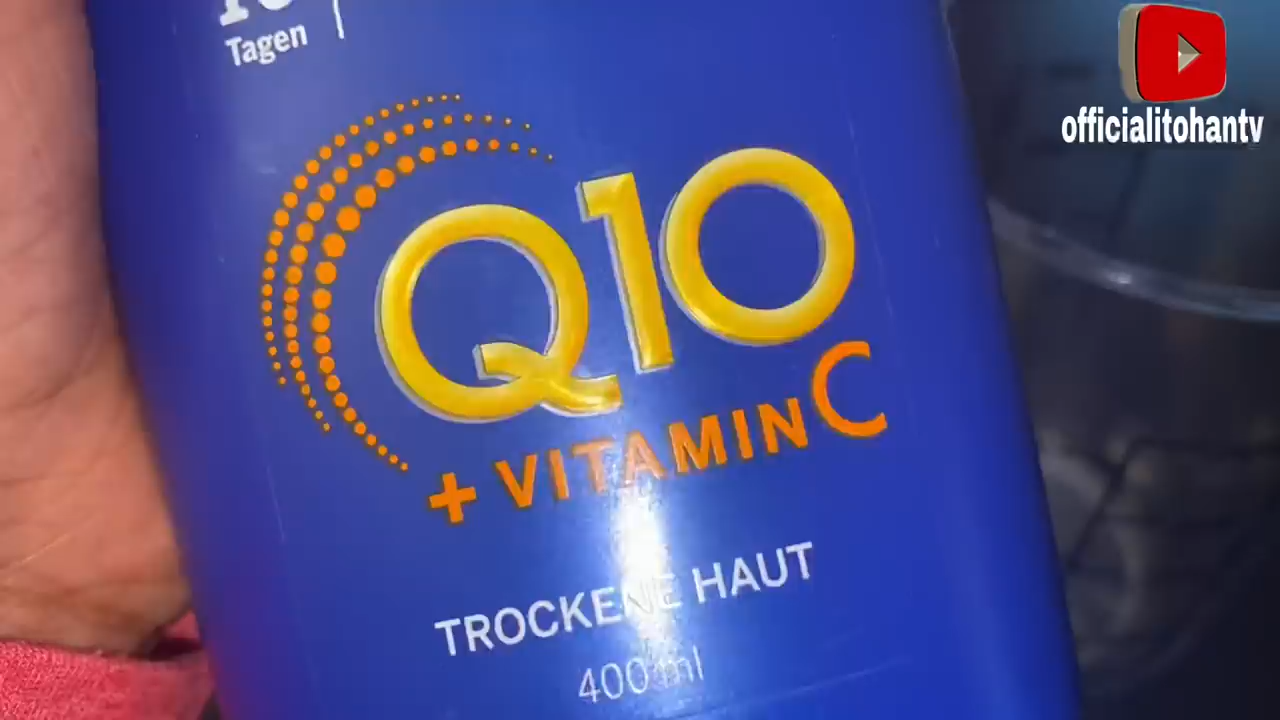 Tagen
officialitohantv
Q10
+ VITAMIN C
TROCKENE HAUT
400 ml